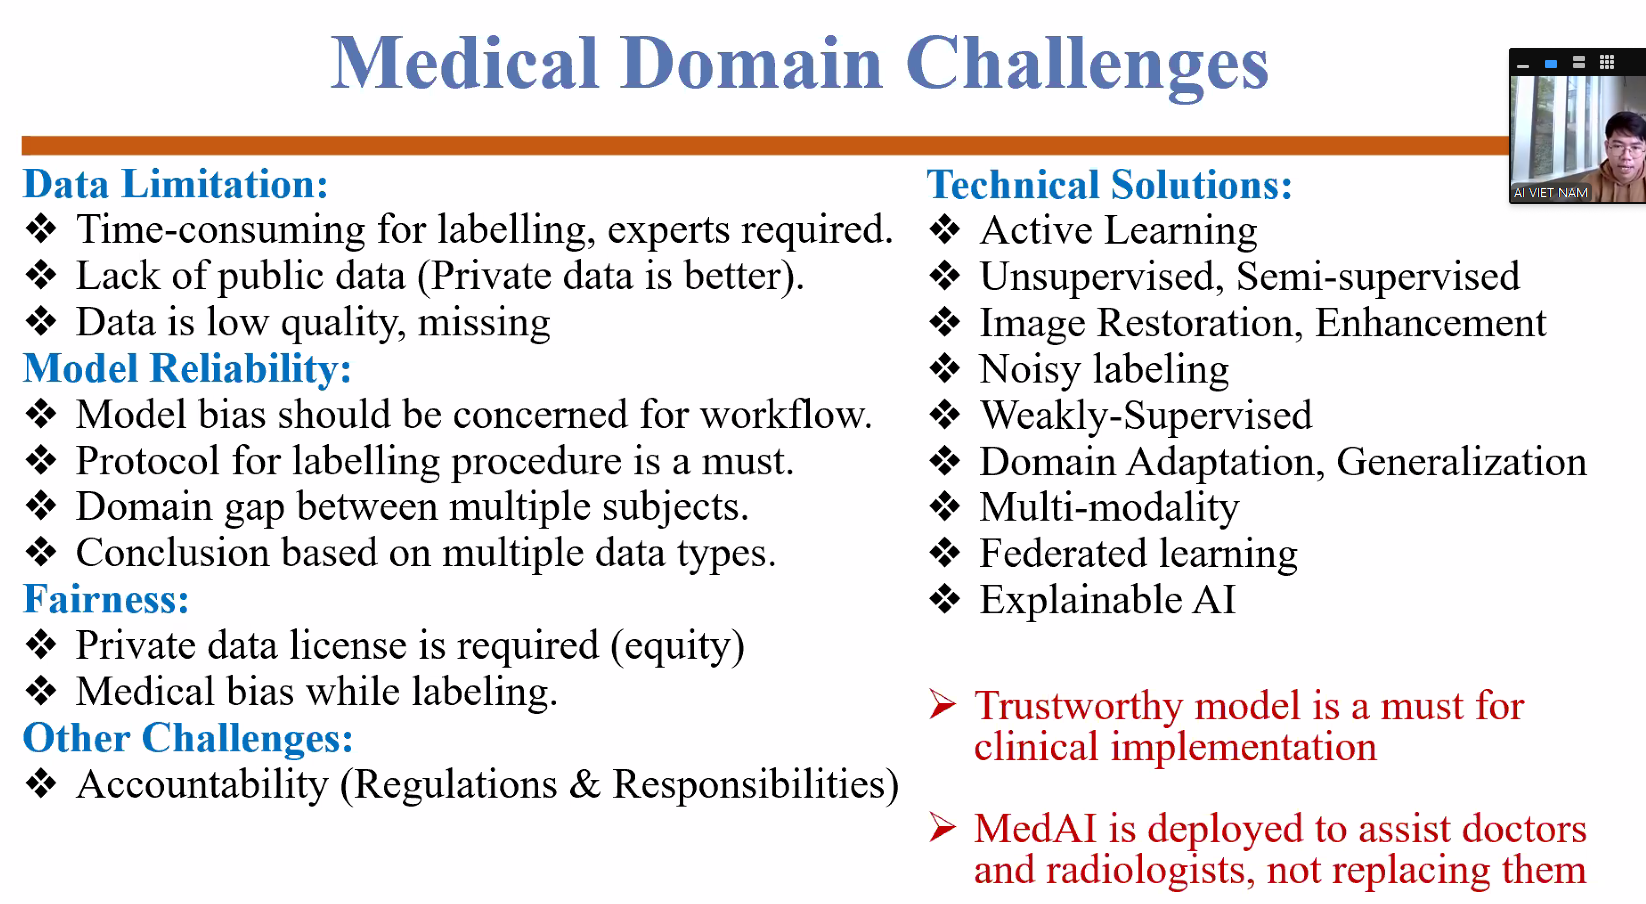 Medical Domain Challenges
Data Limitation:
❖ Time-consuming for labelling, experts required.
❖ Lack of public data (Private data is better).
❖ Data is low quality, missing
Model Reliability:
❖ Model bias should be concerned for workflow.
❖ Protocol for labelling procedure is a must.
❖ Domain gap between multiple subjects.
❖ Conclusion based on multiple data types.
Fairness:
❖ Private data license is required (equity)
❖ Medical bias while labeling.
Other Challenges:
❖ Accountability (Regulations & Responsibilities)
Technical Solutions:
❖ Active Learning
❖ Unsupervised, Semi-supervised
❖ Image Restoration, Enhancement
❖ Noisy labeling
❖ Weakly-Supervised
❖ Domain Adaptation, Generalization
❖ Multi-modality
❖ Federated learning
❖ Explainable AI
➢ Trustworthy model is a must for
clinical implementation
➢ MedAI is deployed to assist doctors
and radiologists, not replacing them
AI VIET NAM